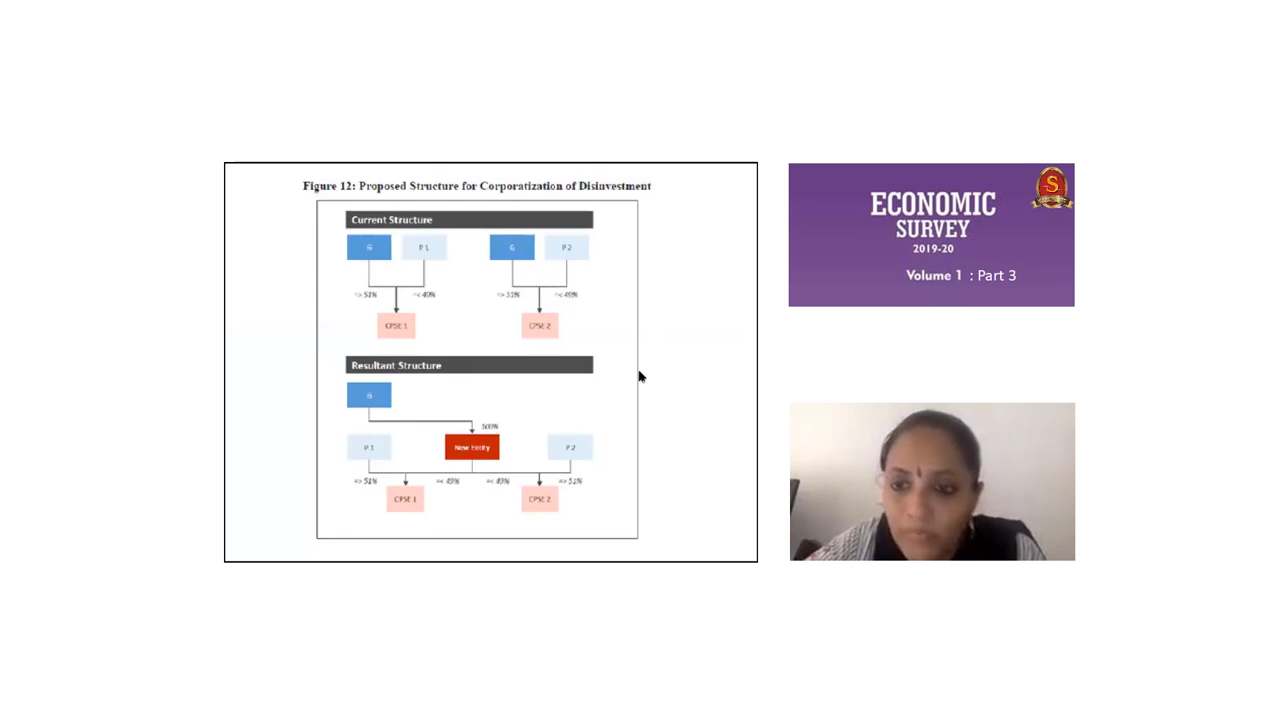 Figure 12: Proposed Structure for Corporatization of Disinvestment
Current Structure
G P 1 G P 2
=> 51% =< 49% => 51% =< 49%
CPSE 1 CPSE 2
Resultant Structure
G
100%
P 1 New Entity P 2
=> 51% =< 49% =< 49% => 51%
CPSE 1 CPSE 2
S
ECONOMIC
SURVEY
2019-20
Volume 1 : Part 3